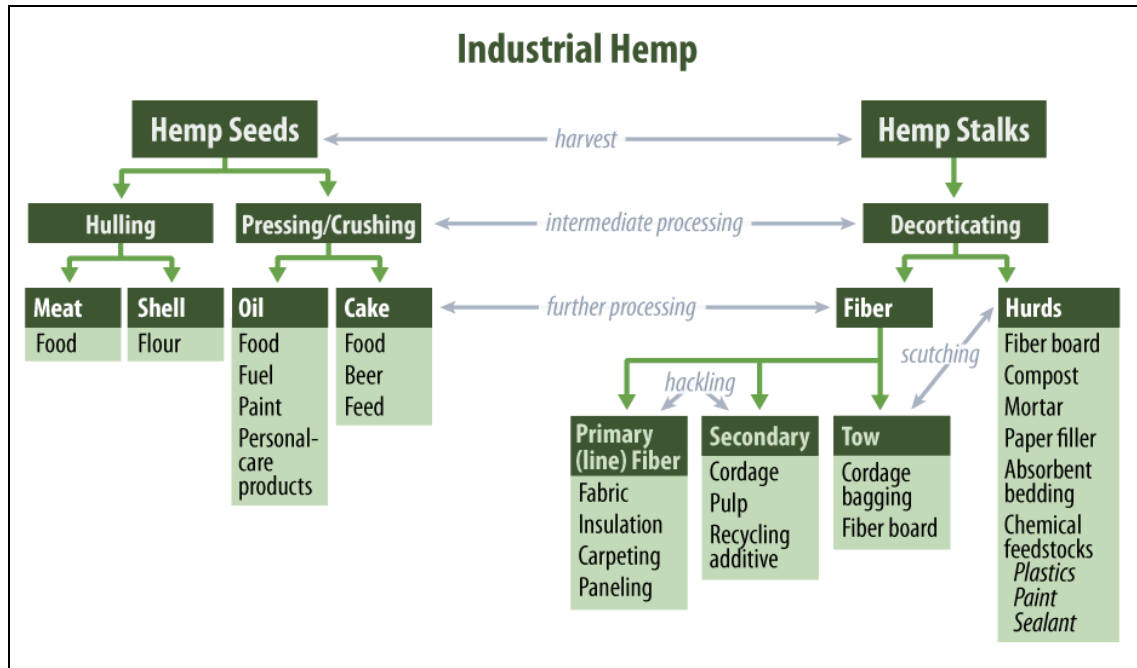 Industrial Hemp
Hemp Seeds
harvest
Hemp Stalks
Hulling
Pressing/Crushing
intermediate processing
Decorticating
Meat
Food
Shell
Flour
Oil
Food
Fuel
Paint
Personal-
care
products
Cake
Food
Beer
Feed
further processing
Fiber
hackling
scutching
Primary
(line) Fiber
Fabric
Insulation
Carpeting
Paneling
Secondary
Cordage
Pulp
Recycling
additive
Tow
Cordage
bagging
Fiber board
Hurds
Fiber board
Compost
Mortar
Paper filler
Absorbent
bedding
Chemical
feedstocks
Plastics
Paint
Sealant